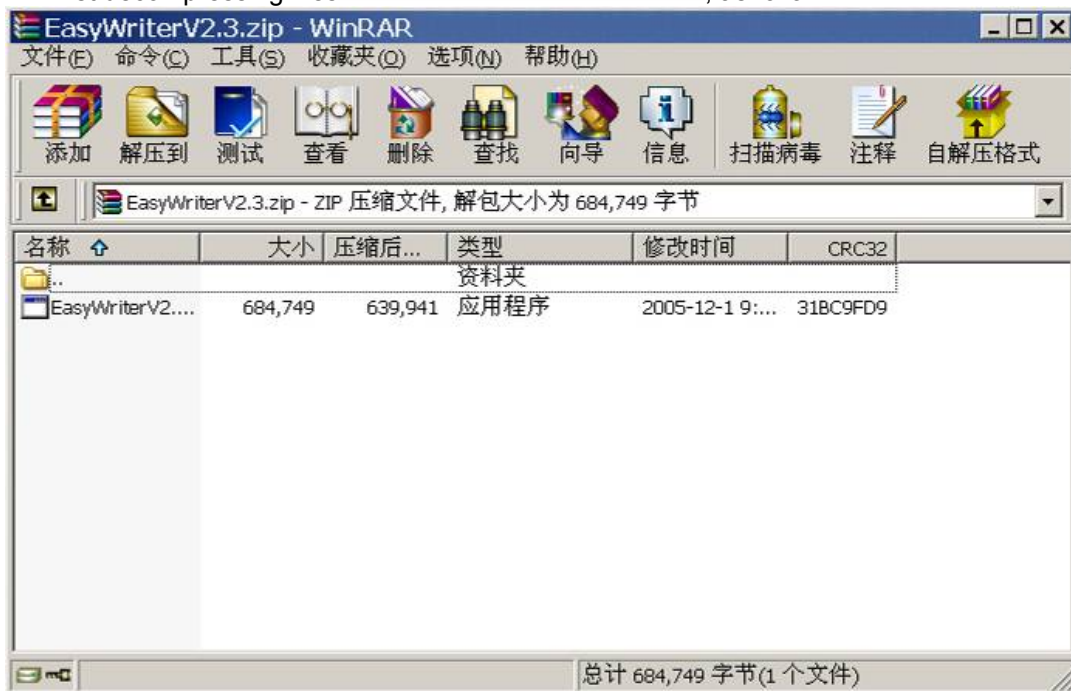 EasyWriterV2.3.zip - WinRAR
文件(F) 命令(C) 工具(S) 收藏夹(O) 选项(N) 帮助(H)
添加 解压到 测试 查看 删除 查找 向导 信息 扫描病毒 注释 自解压格式
EasyWriterV2.3.zip - ZIP 压缩文件, 解包大小为 684,749 字节
名称 大小 压缩后... 类型 修改时间 CRC32
.. 资料夹
EasyWriterV2.... 684,749 639,941 应用程序 2005-12-1 9:... 31BC9FD9
总计 684,749 字节(1 个文件)